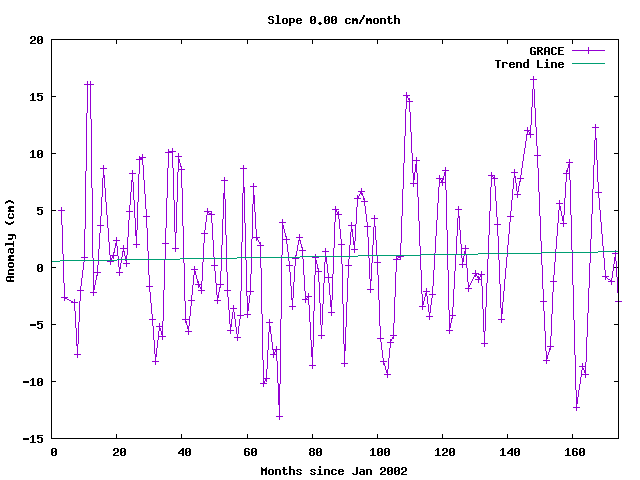 Slope 0.00 cm/month
GRACE
Trend Line
20
15
10
5
0
-5
-10
-15
Anomaly (cm)
0 20 40 60 80 100 120 140 160
Months since Jan 2002